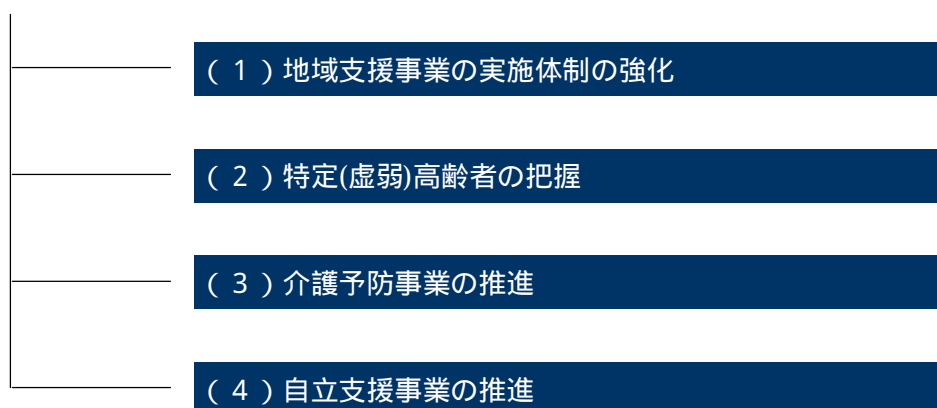 (1)地域支援事業の実施体制の強化
(2)特定(虚弱)高齢者の把握
(3)介護予防事業の推進
(4)自立支援事業の推進